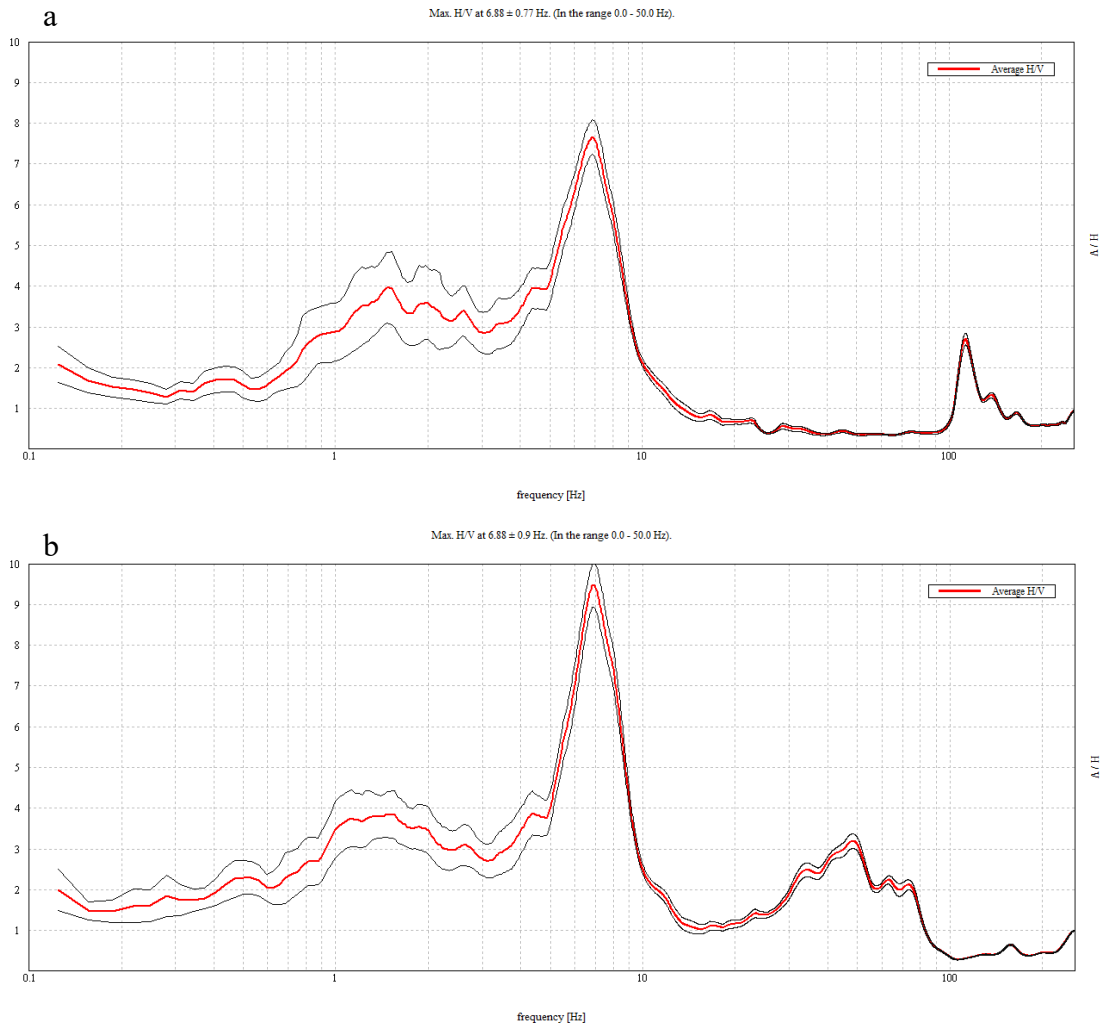 a
Max. H/V at 6.88 ± 0.77 Hz. (In the range 0.0 - 50.0 Hz).
10
Average H/V
9
8
7
6
5
H / V
4
3
2
1
0.1 1 10 100
frequency [Hz]
b
Max. H/V at 6.88 ± 0.9 Hz. (In the range 0.0 - 50.0 Hz).
10
Average H/V
9
8
7
6
5
H / V
4
3
2
1
0.1 1 10 100
frequency [Hz]